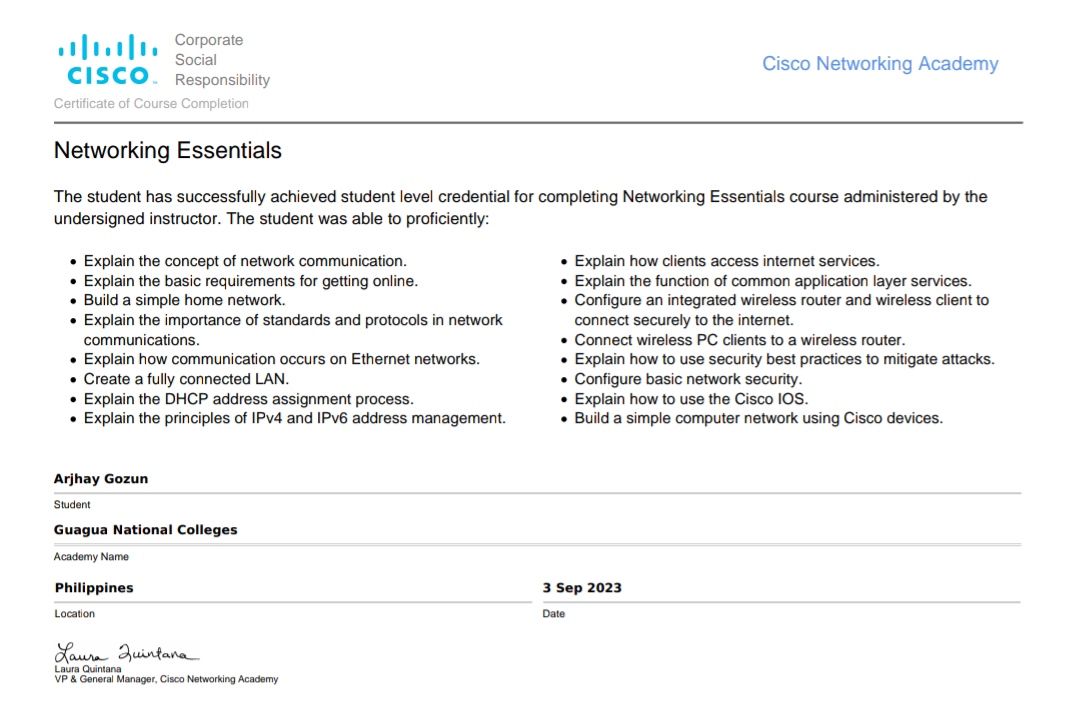 Corporate
Social
Responsibility
CISCO
Cisco Networking Academy
Certificate of Course Completion
Networking Essentials
The student has successfully achieved student level credential for completing Networking Essentials course administered by the
undersigned instructor. The student was able to proficiently:
• Explain the concept of network communication.
• Explain the basic requirements for getting online.
• Build a simple home network.
• Explain the importance of standards and protocols in network
communications.
• Explain how communication occurs on Ethernet networks.
• Create a fully connected LAN.
• Explain the DHCP address assignment process.
• Explain the principles of IPv4 and IPv6 address management.
• Explain how clients access internet services.
• Explain the function of common application layer services.
• Configure an integrated wireless router and wireless client to
connect securely to the internet.
• Connect wireless PC clients to a wireless router.
• Explain how to use security best practices to mitigate attacks.
• Configure basic network security.
• Explain how to use the Cisco IOS.
• Build a simple computer network using Cisco devices.
Arjhay Gozun
Student
Guagua National Colleges
Academy Name
Philippines
Location
3 Sep 2023
Date
Laura Quintana
Laura Quintana
VP & General Manager, Cisco Networking Academy